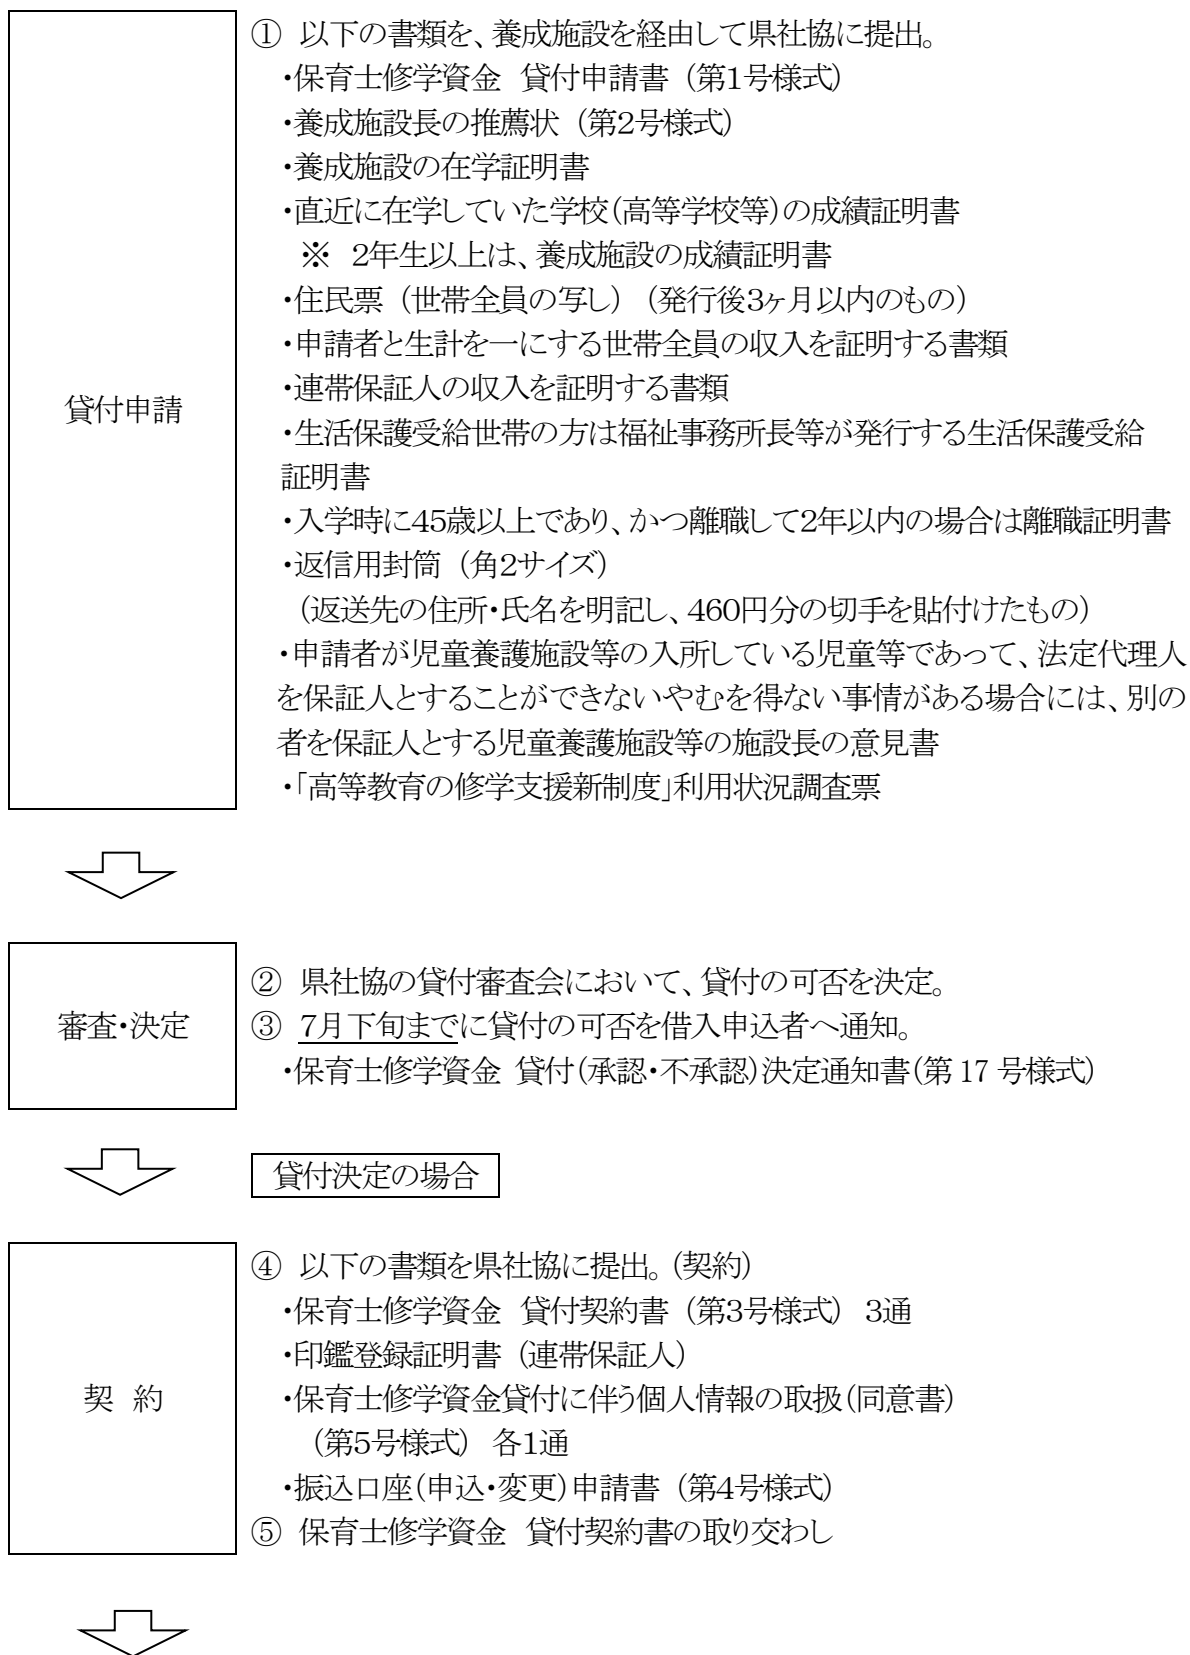 貸付申請
① 以下の書類を、養成施設を経由して県社協に提出。
・保育士修学資金 貸付申請書（第1号様式）
・養成施設長の推薦状（第2号様式）
・養成施設の在学証明書
・直近に在学していた学校（高等学校等）の成績証明書
※ 2年生以上は、養成施設の成績証明書
・住民票（世帯全員の写し）（発行後3ヶ月以内のもの）
・申請者と生計を一にする世帯全員の収入を証明する書類
・連帯保証人の収入を証明する書類
・生活保護受給世帯の方は福祉事務所長等が発行する生活保護受給
証明書
・入学時に45歳以上であり、かつ離職して2年以内の場合は離職証明書
・返信用封筒（角2サイズ）
（返送先の住所・氏名を明記し、460円分の切手を貼付けたもの）
・申請者が児童養護施設等の入所している児童等であって、法定代理人
を保証人とすることができないやむを得ない事情がある場合には、別の
者を保証人とする児童養護施設等の施設長の意見書
・「高等教育の修学支援新制度」利用状況調査票
審査・決定
② 県社協の貸付審査会において、貸付の可否を決定。
③ 7月下旬までに貸付の可否を借入申込者へ通知。
・保育士修学資金 貸付（承認・不承認）決定通知書（第 17 号様式）
貸付決定の場合
契 約
④ 以下の書類を県社協に提出。（契約）
・保育士修学資金 貸付契約書（第3号様式） 3通
・印鑑登録証明書（連帯保証人）
・保育士修学資金貸付に伴う個人情報の取扱（同意書）
（第5号様式） 各1通
・振込口座（申込・変更）申請書（第4号様式）
⑤ 保育士修学資金 貸付契約書の取り交わし